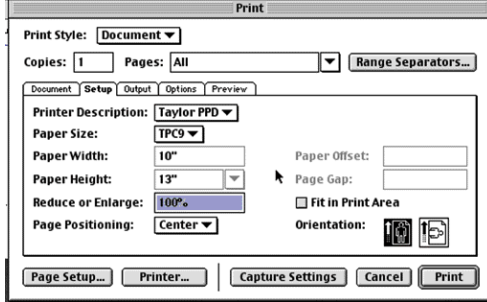 Print
Print Style: Document
Copies: 1 Pages: All Range Separators...
Document Setup Output Options Preview
Printer Description: Taylor PPD
Paper Size: TPC9
Paper Width: 10" Paper Offset:
Paper Height: 13" Page Gap:
Reduce or Enlarge: 100% Fit in Print Area
Page Positioning: Center Orientation:
Page Setup... Printer... Capture Settings Cancel Print